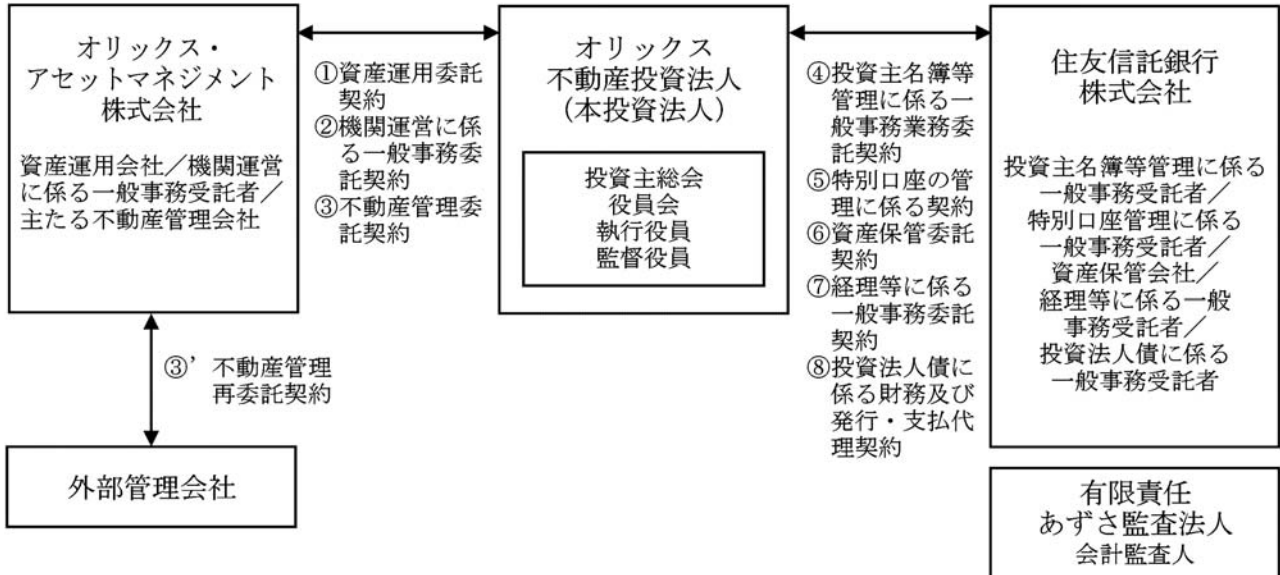 オリックス・
アセットマネジメント
株式会社
資産運用会社／機関運営
に係る一般事務受託者／
主たる不動産管理会社
①資産運用委託
契約
②機関運営に係
る一般事務委
託契約
③不動産管理委
託契約
オリックス
不動産投資法人
（本投資法人）
投資主総会
役員会
執行役員
監督役員
④投資主名簿等
管理に係る一
般事務業務委
託契約
⑤特別口座の管
理に係る契約
⑥資産保管委託
契約
⑦経理等に係る
一般事務委託
契約
⑧投資法人債に
係る財務及び
発行・支払代
理契約
住友信託銀行
株式会社
投資主名簿等管理に係る
一般事務受託者／
特別口座管理に係る
一般事務受託者／
資産保管会社／
経理等に係る一般
事務受託者／
投資法人債に係る
一般事務受託者
③’ 不動産管理
再委託契約
外部管理会社
有限責任
あずさ監査法人
会計監査人